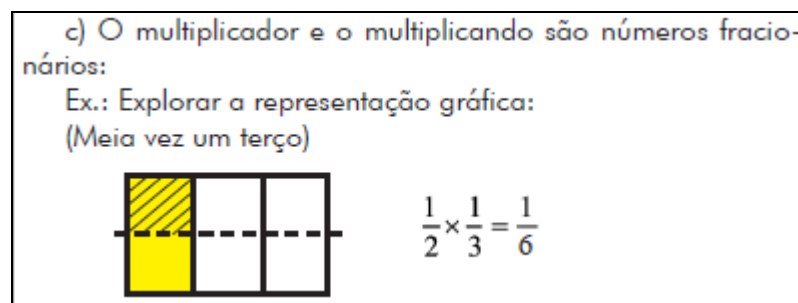 c) O multiplicador e o multiplicando são números fracio-
nários:
Ex.: Explorar a representação gráfica:
(Meia vez um terço)
1/2 × 1/3 = 1/6